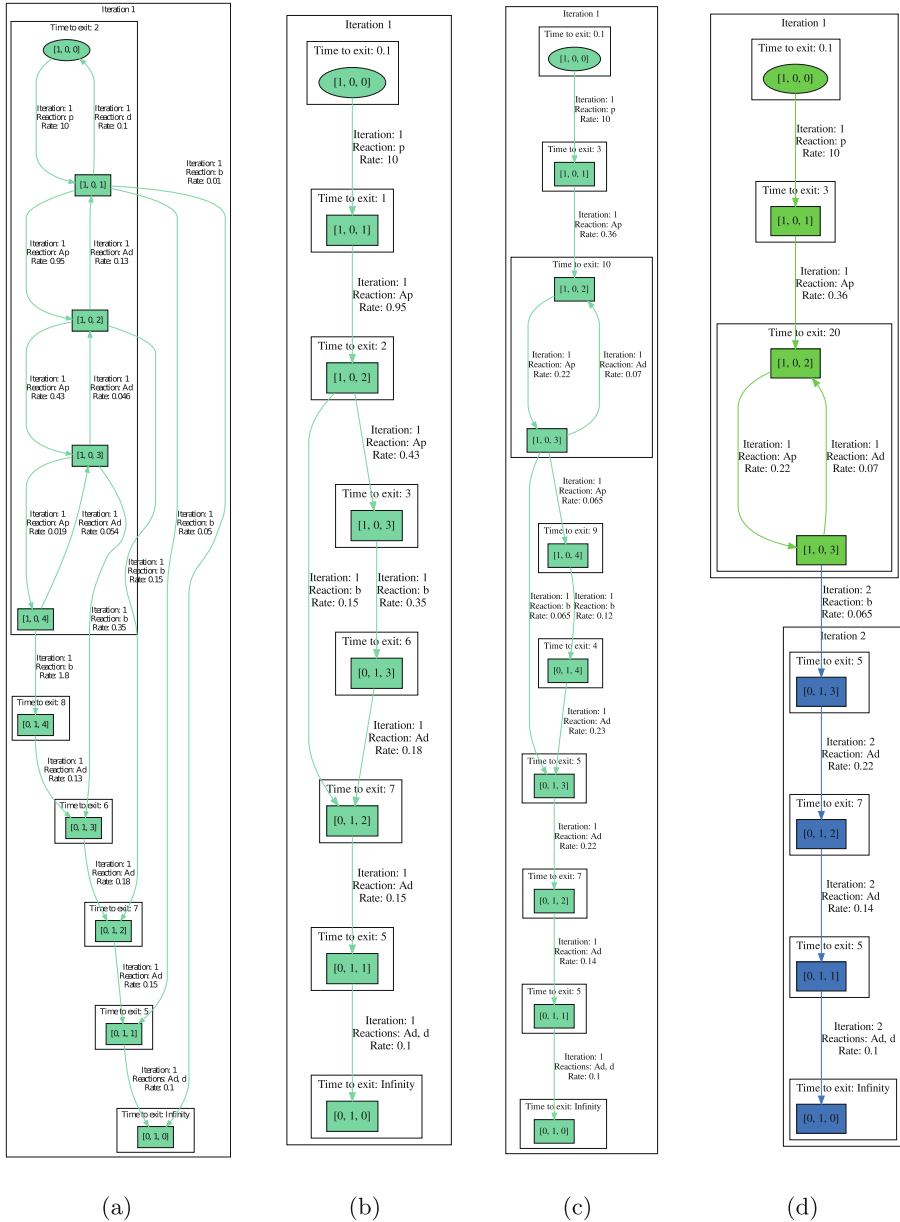 Iteration 1
Time to exit: 2
[1, 0, 0]
Iteration: 1
Reaction: p
Rate: 10
Iteration: 1
Reaction: d
Rate: 0.1
Iteration: 1
Reaction: b
Rate: 0.01
[1, 0, 1]
Iteration: 1
Reaction: Ap
Rate: 0.95
Iteration: 1
Reaction: Ad
Rate: 0.13
[1, 0, 2]
Iteration: 1
Reaction: Ap
Rate: 0.43
Iteration: 1
Reaction: Ad
Rate: 0.046
[1, 0, 3]
Iteration: 1
Reaction: Ap
Rate: 0.019
Iteration: 1
Reaction: Ad
Rate: 0.054
Iteration: 1
Reaction: b
Rate: 0.05
Iteration: 1
Reaction: b
Rate: 0.15
Iteration: 1
Reaction: b
Rate: 0.35
[1, 0, 4]
Iteration: 1
Reaction: b
Rate: 1.8
Time to exit: 8
[0, 1, 4]
Iteration: 1
Reaction: Ad
Rate: 0.13
Time to exit: 6
[0, 1, 3]
Iteration: 1
Reaction: Ad
Rate: 0.18
Time to exit: 7
[0, 1, 2]
Iteration: 1
Reaction: Ad
Rate: 0.15
Time to exit: 5
[0, 1, 1]
Iteration: 1
Reactions: Ad, d
Rate: 0.1
Time to exit: Infinity
[0, 1, 0]
(a)
Iteration 1
Time to exit: 0.1
[1, 0, 0]
Iteration: 1
Reaction: p
Rate: 10
Time to exit: 1
[1, 0, 1]
Iteration: 1
Reaction: Ap
Rate: 0.95
Time to exit: 2
[1, 0, 2]
Iteration: 1
Reaction: Ap
Rate: 0.43
Time to exit: 3
[1, 0, 3]
Iteration: 1
Reaction: b
Rate: 0.15
Iteration: 1
Reaction: b
Rate: 0.35
Time to exit: 6
[0, 1, 3]
Iteration: 1
Reaction: Ad
Rate: 0.18
Time to exit: 7
[0, 1, 2]
Iteration: 1
Reaction: Ad
Rate: 0.15
Time to exit: 5
[0, 1, 1]
Iteration: 1
Reactions: Ad, d
Rate: 0.1
Time to exit: Infinity
[0, 1, 0]
(b)
Iteration 1
Time to exit: 0.1
[1, 0, 0]
Iteration: 1
Reaction: p
Rate: 10
Time to exit: 3
[1, 0, 1]
Iteration: 1
Reaction: Ap
Rate: 0.36
Time to exit: 10
[1, 0, 2]
Iteration: 1
Reaction: Ap
Rate: 0.22
Iteration: 1
Reaction: Ad
Rate: 0.07
[1, 0, 3]
Iteration: 1
Reaction: Ap
Rate: 0.065
Time to exit: 9
[1, 0, 4]
Iteration: 1
Reaction: b
Rate: 0.065
Iteration: 1
Reaction: b
Rate: 0.12
Time to exit: 4
[0, 1, 4]
Iteration: 1
Reaction: Ad
Rate: 0.23
Time to exit: 5
[0, 1, 3]
Iteration: 1
Reaction: Ad
Rate: 0.22
Time to exit: 7
[0, 1, 2]
Iteration: 1
Reaction: Ad
Rate: 0.14
Time to exit: 5
[0, 1, 1]
Iteration: 1
Reactions: Ad, d
Rate: 0.1
Time to exit: Infinity
[0, 1, 0]
(c)
Iteration 1
Time to exit: 0.1
[1, 0, 0]
Iteration: 1
Reaction: p
Rate: 10
Time to exit: 3
[1, 0, 1]
Iteration: 1
Reaction: Ap
Rate: 0.36
Time to exit: 20
[1, 0, 2]
Iteration: 1
Reaction: Ap
Rate: 0.22
Iteration: 1
Reaction: Ad
Rate: 0.07
[1, 0, 3]
Iteration: 2
Reaction: b
Rate: 0.065
Iteration 2
Time to exit: 5
[0, 1, 3]
Iteration: 2
Reaction: Ad
Rate: 0.22
Time to exit: 7
[0, 1, 2]
Iteration: 2
Reaction: Ad
Rate: 0.14
Time to exit: 5
[0, 1, 1]
Iteration: 2
Reactions: Ad, d
Rate: 0.1
Time to exit: Infinity
[0, 1, 0]
(d)